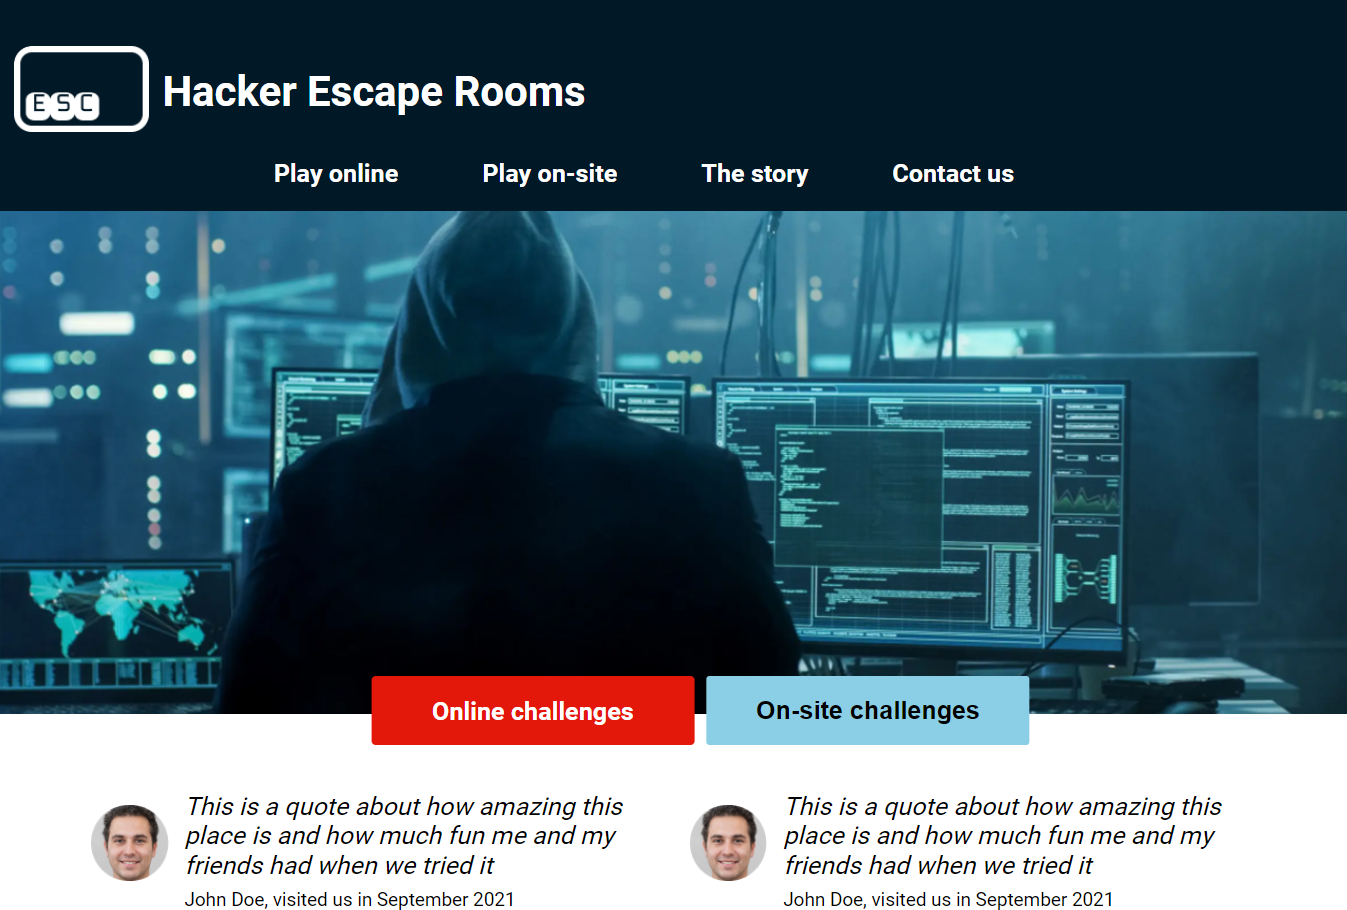 ESC
Hacker Escape Rooms
Play online
Play on-site
The story
Contact us
Online challenges
On-site challenges
This is a quote about how amazing this
place is and how much fun me and my
friends had when we tried it
John Doe, visited us in September 2021
This is a quote about how amazing this
place is and how much fun me and my
friends had when we tried it
John Doe, visited us in September 2021